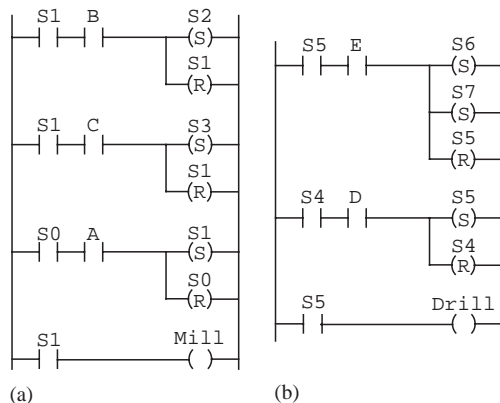 S1 B S2
(S)
S1
(R)
S1 C S3
(S)
S1
(R)
S0 A S1
(S)
S0
(R)
S1 Mill
( )
(a)
S5 E S6
(S)
S7
(S)
S5
(R)
S4 D S5
(S)
S4
(R)
S5 Drill
( )
(b)